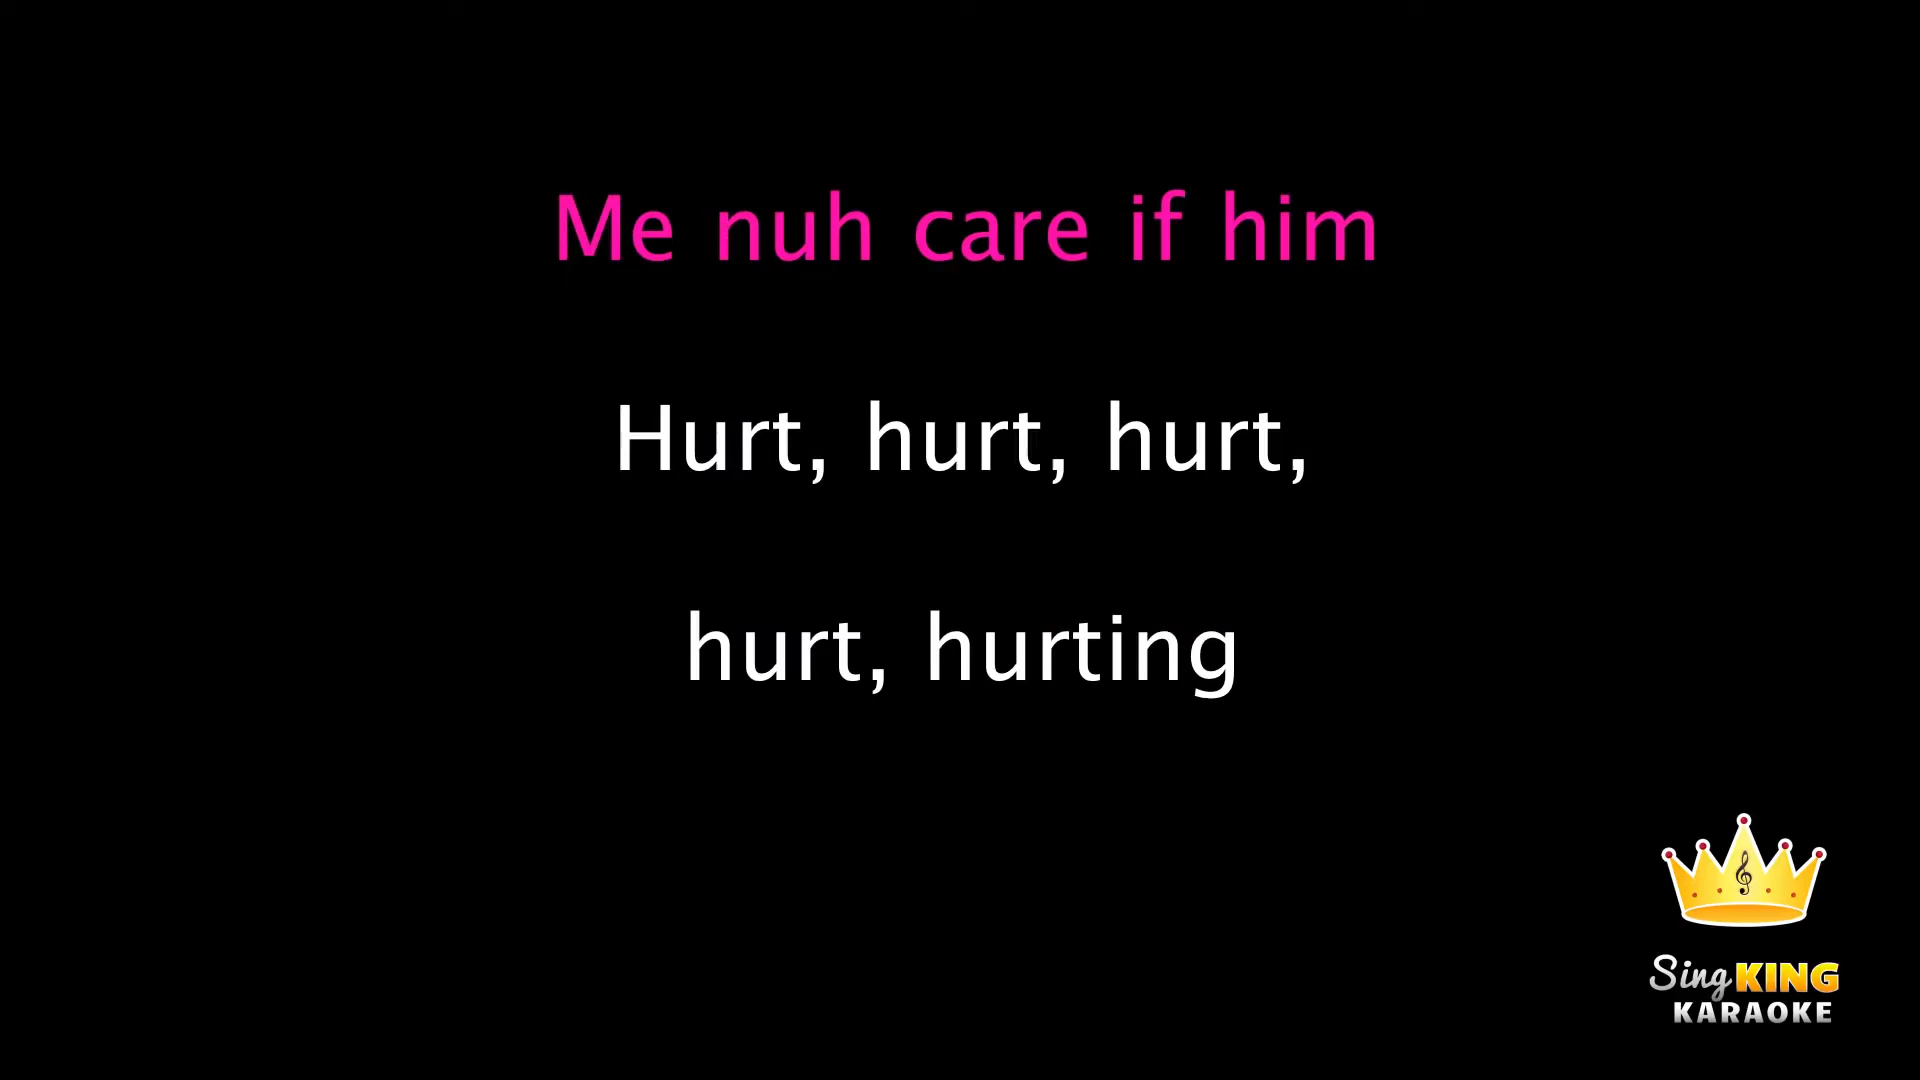 Me nuh care if him
Hurt, hurt, hurt,
hurt, hurting
Sing KING
KARAOKE